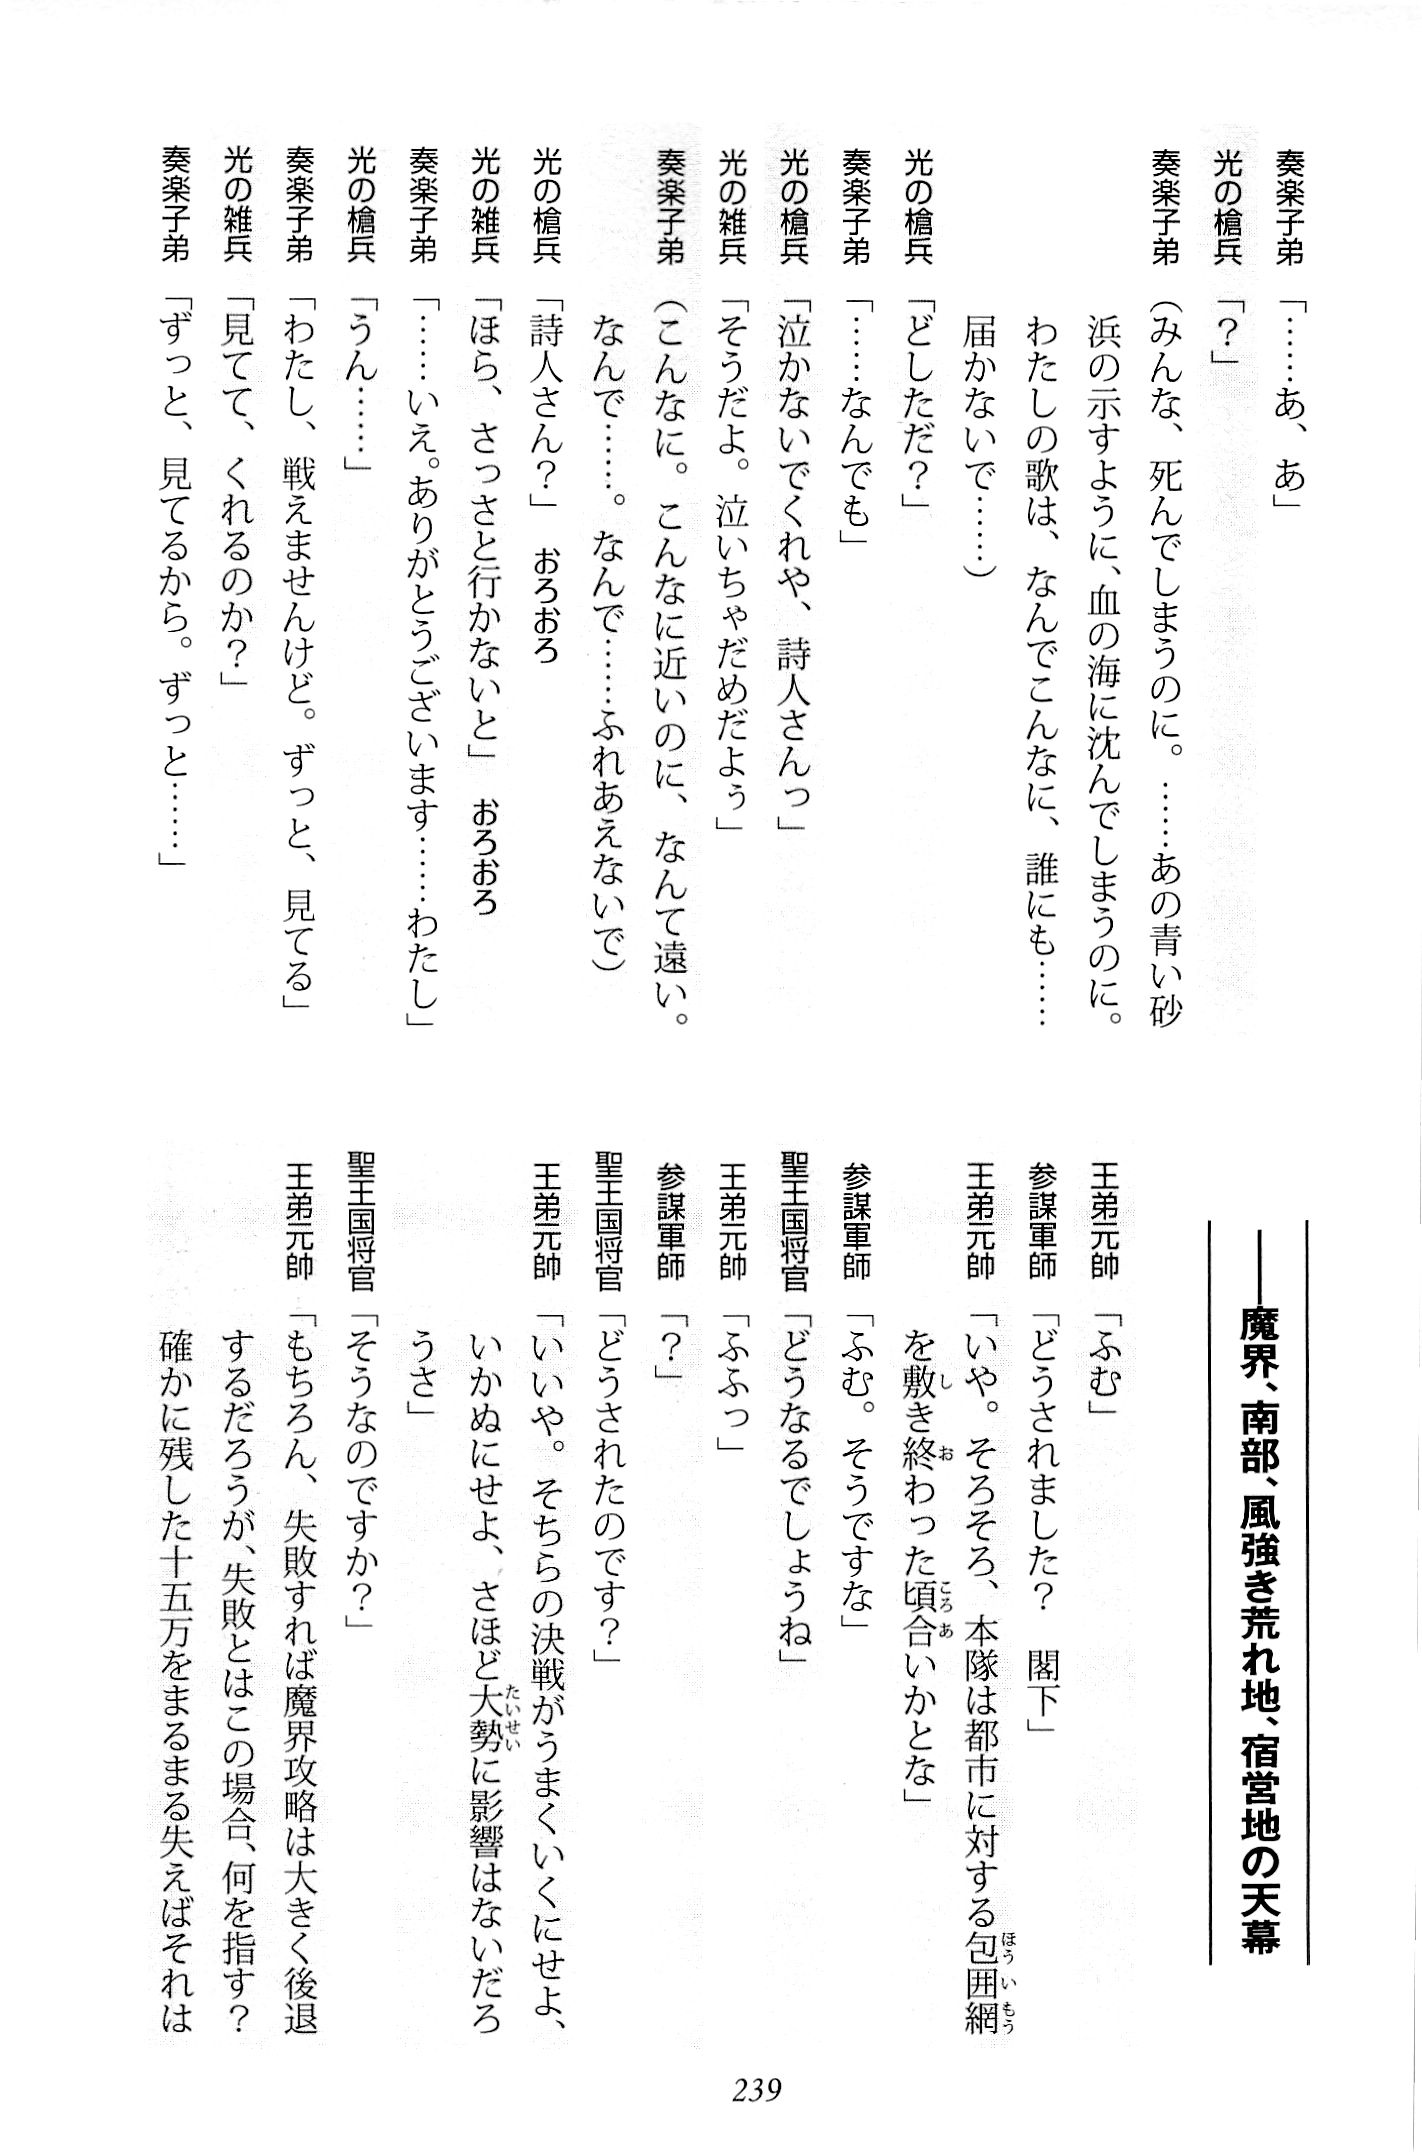 奏楽子弟「……あ、あ」
光の槍兵「？」
奏楽子弟（みんな、死んでしまうのに。……あの青い砂
浜の示すように、血の海に沈んでしまうのに。
わたしの歌は、なんでこんなに、誰にも……
届かないで……）
光の槍兵「どしただ？」
奏楽子弟「……なんでも」
光の槍兵「泣かないでくれや、詩人さんっ」
光の雑兵「そうだよ。泣いちゃだめだよぅ」
奏楽子弟（こんなに。こんなに近いのに、なんて遠い。
なんで……。なんで……ふれあえないで）
光の槍兵「詩人さん？」　おろおろ
光の雑兵「ほら、さっさと行かないと」　おろおろ
奏楽子弟「……いえ。ありがとうございます……わたし」
光の槍兵「うん……」
奏楽子弟「わたし、戦えませんけど。ずっと、見てる」
光の雑兵「見てて、くれるのか？」
奏楽子弟「ずっと、見てるから。ずっと……」
――魔界、南部、風強き荒れ地、宿営地の天幕
王弟元帥「ふむ」
参謀軍師「どうされました？　閣下」
王弟元帥「いや。そろそろ、本隊は都市に対する包囲網
を敷き終わった頃合いかとな」
参謀軍師「ふむ。そうですな」
聖王国将官「どうなるでしょうね」
王弟元帥「ふふっ」
参謀軍師「？」
聖王国将官「どうされたのです？」
王弟元帥「いいや。そちらの決戦がうまくいくにせよ、
いかぬにせよ、さほど大勢に影響はないだろ
うさ」
聖王国将官「そうなのですか？」
王弟元帥「もちろん、失敗すれば魔界攻略は大きく後退
するだろうが、失敗とはこの場合、何を指す？
確かに残した十五万をまるまる失えばそれは
239